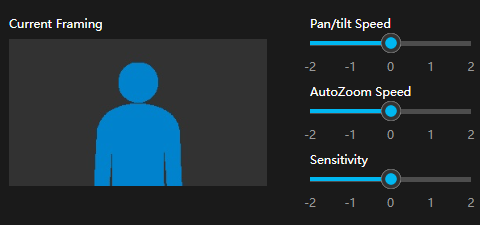 Current Framing
Pan/tilt Speed
-2 -1 0 1 2
AutoZoom Speed
-2 -1 0 1 2
Sensitivity
-2 -1 0 1 2